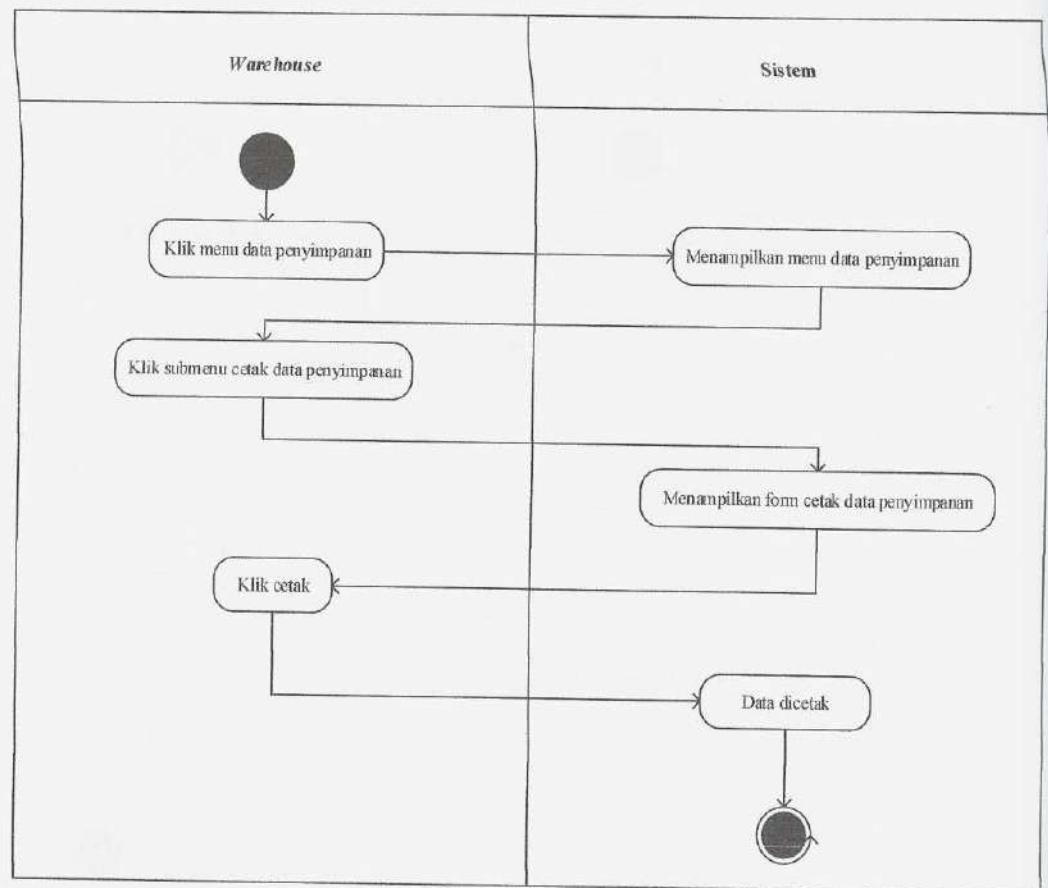 Warehouse
Sistem
Klik menu data penyimpanan
Menampilkan menu data penyimpanan
Klik submenu cetak data penyimpanan
Menampilkan form cetak data penyimpanan
Klik cetak
Data dicetak